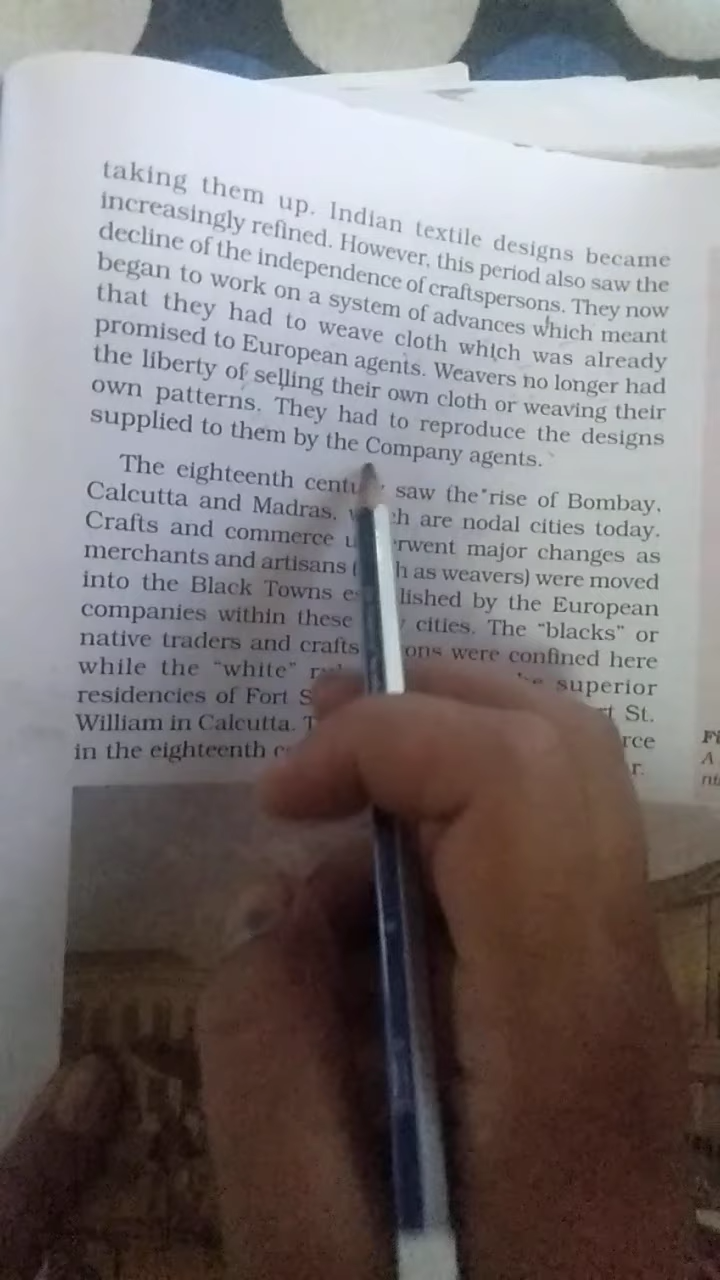 taking them up. Indian textile designs became
increasingly refined. However, this period also saw the
decline of the independence of craftspersons. They now
began to work on a system of advances which meant
that they had to weave cloth which was already
promised to European agents. Weavers no longer had
the liberty of selling their own cloth or weaving their
own patterns. They had to reproduce the designs
supplied to them by the Company agents.
The eighteenth saw the rise of Bombay,
Calcutta and Madras, are nodal cities today.
Crafts and commerce major changes as
merchants and artisans as weavers) were moved
into the Black Towns by the European
companies within these cities. The "blacks" or
native traders and were confined here
while the "white" superior
residencies of Fort St.
William in Calcutta.
in the eighteenth
A